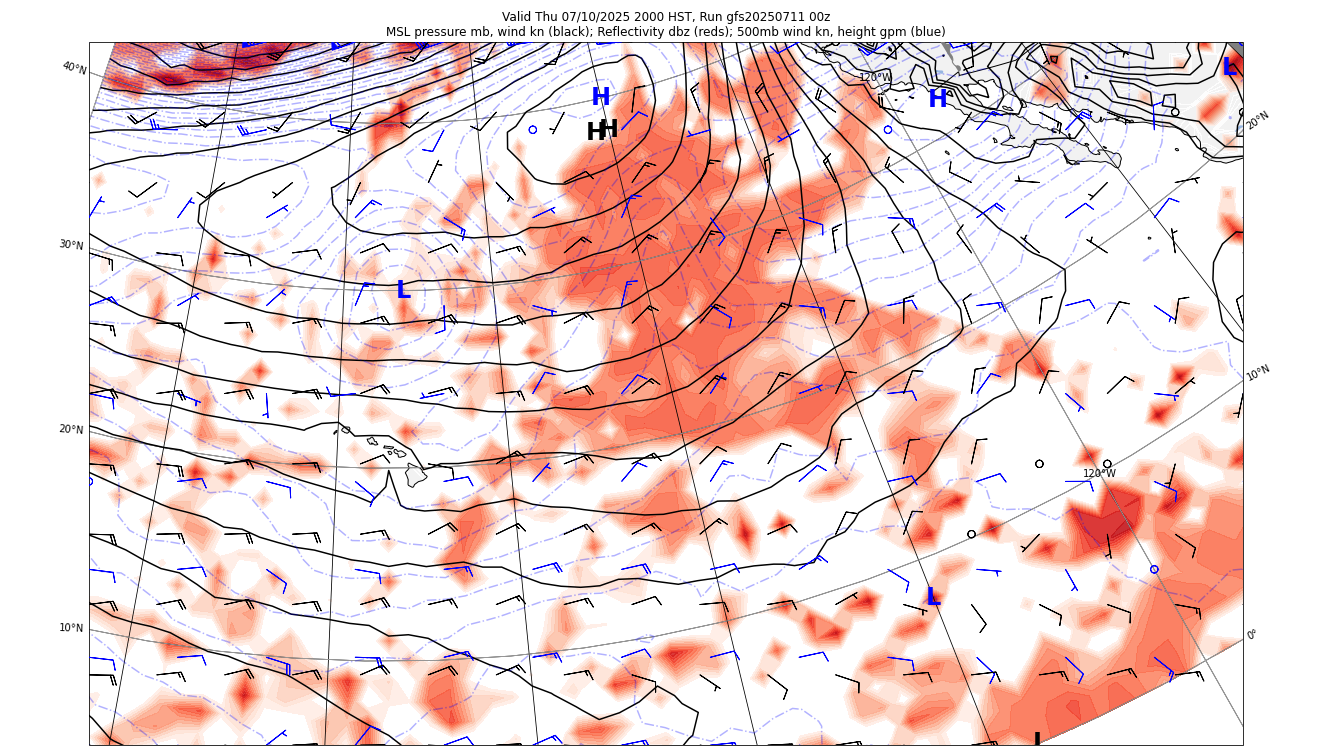 Valid Thu 07/10/2025 2000 HST, Run gfs20250711 00z
MSL pressure mb, wind kn (black); Reflectivity dbz (reds); 500mb wind kn, height gpm (blue)
40°N
120°W
L
H
H
HH
20°N
30°N
L
10°N
20°N
120°W
L
10°N
0°
L